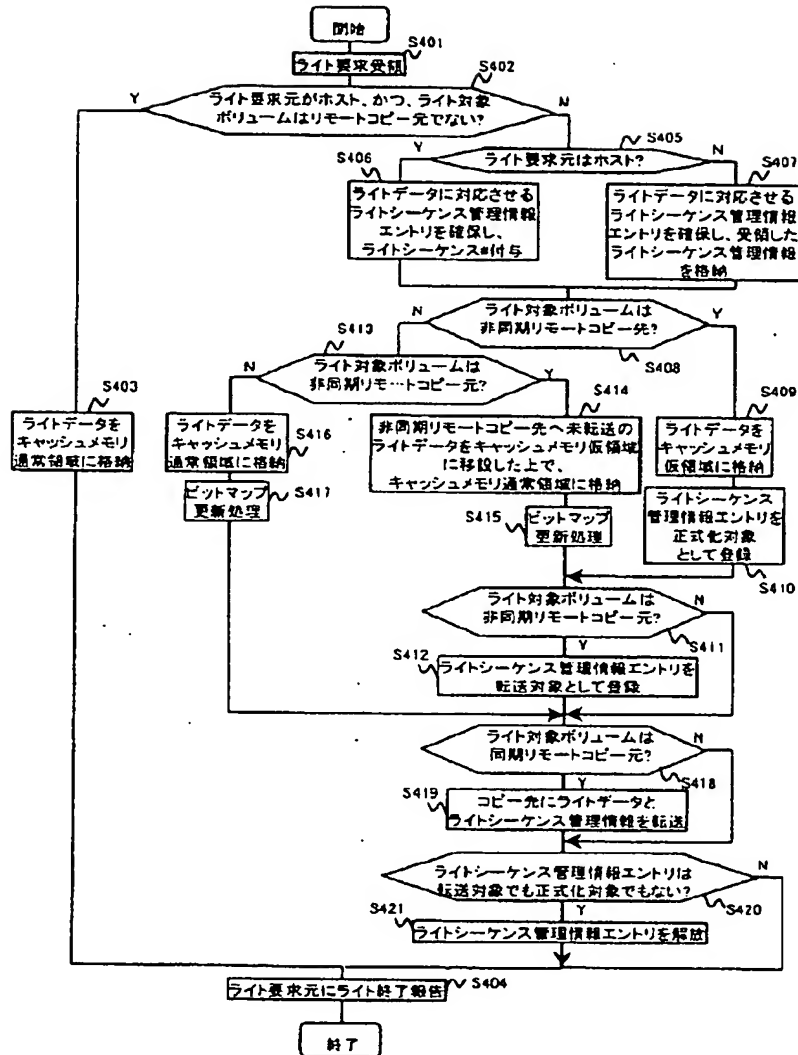 開始
S401
ライト要求受領
S402
Y
ライト要求元がホスト、かつ、ライト対象
ボリュームはリモートコピー元でない?
N
S405
S406
Y
ライト要求元はホスト?
N
S407
ライトデータに対応させる
ライトシーケンス管理情報
エントリを確保し、
ライトシーケンス#付与
ライトデータに対応させる
ライトシーケンス管理情報
エントリを確保し、受領した
ライトシーケンス管理情報
を格納
N
ライト対象ボリュームは
非同期リモートコピー先?
Y
S408
S413
N
ライト対象ボリュームは
非同期リモートコピー元?
Y
S403
ライトデータを
キャッシュメモリ
通常領域に格納
ライトデータを
キャッシュメモリ
通常領域に格納
S416
S414
非同期リモートコピー先へ未転送の
ライトデータをキャッシュメモリ仮領域
に移設した上で、
キャッシュメモリ通常領域に格納
S409
ライトデータを
キャッシュメモリ
仮領域に格納
ビットマップ
更新処理
S417
S415
ビットマップ
更新処理
ライトシーケンス
管理情報エントリを
正式化対象
として登録
S410
ライト対象ボリュームは
非同期リモートコピー元?
N
S411
Y
S412
ライトシーケンス管理情報エントリを
転送対象として登録
ライト対象ボリュームは
同期リモートコピー元?
N
S418
Y
S419
コピー先にライトデータと
ライトシーケンス管理情報を転送
ライトシーケンス管理情報エントリは
転送対象でも正式化対象でもない?
N
S420
Y
S421
ライトシーケンス管理情報エントリを解放
ライト要求元にライト終了報告
S404
終了